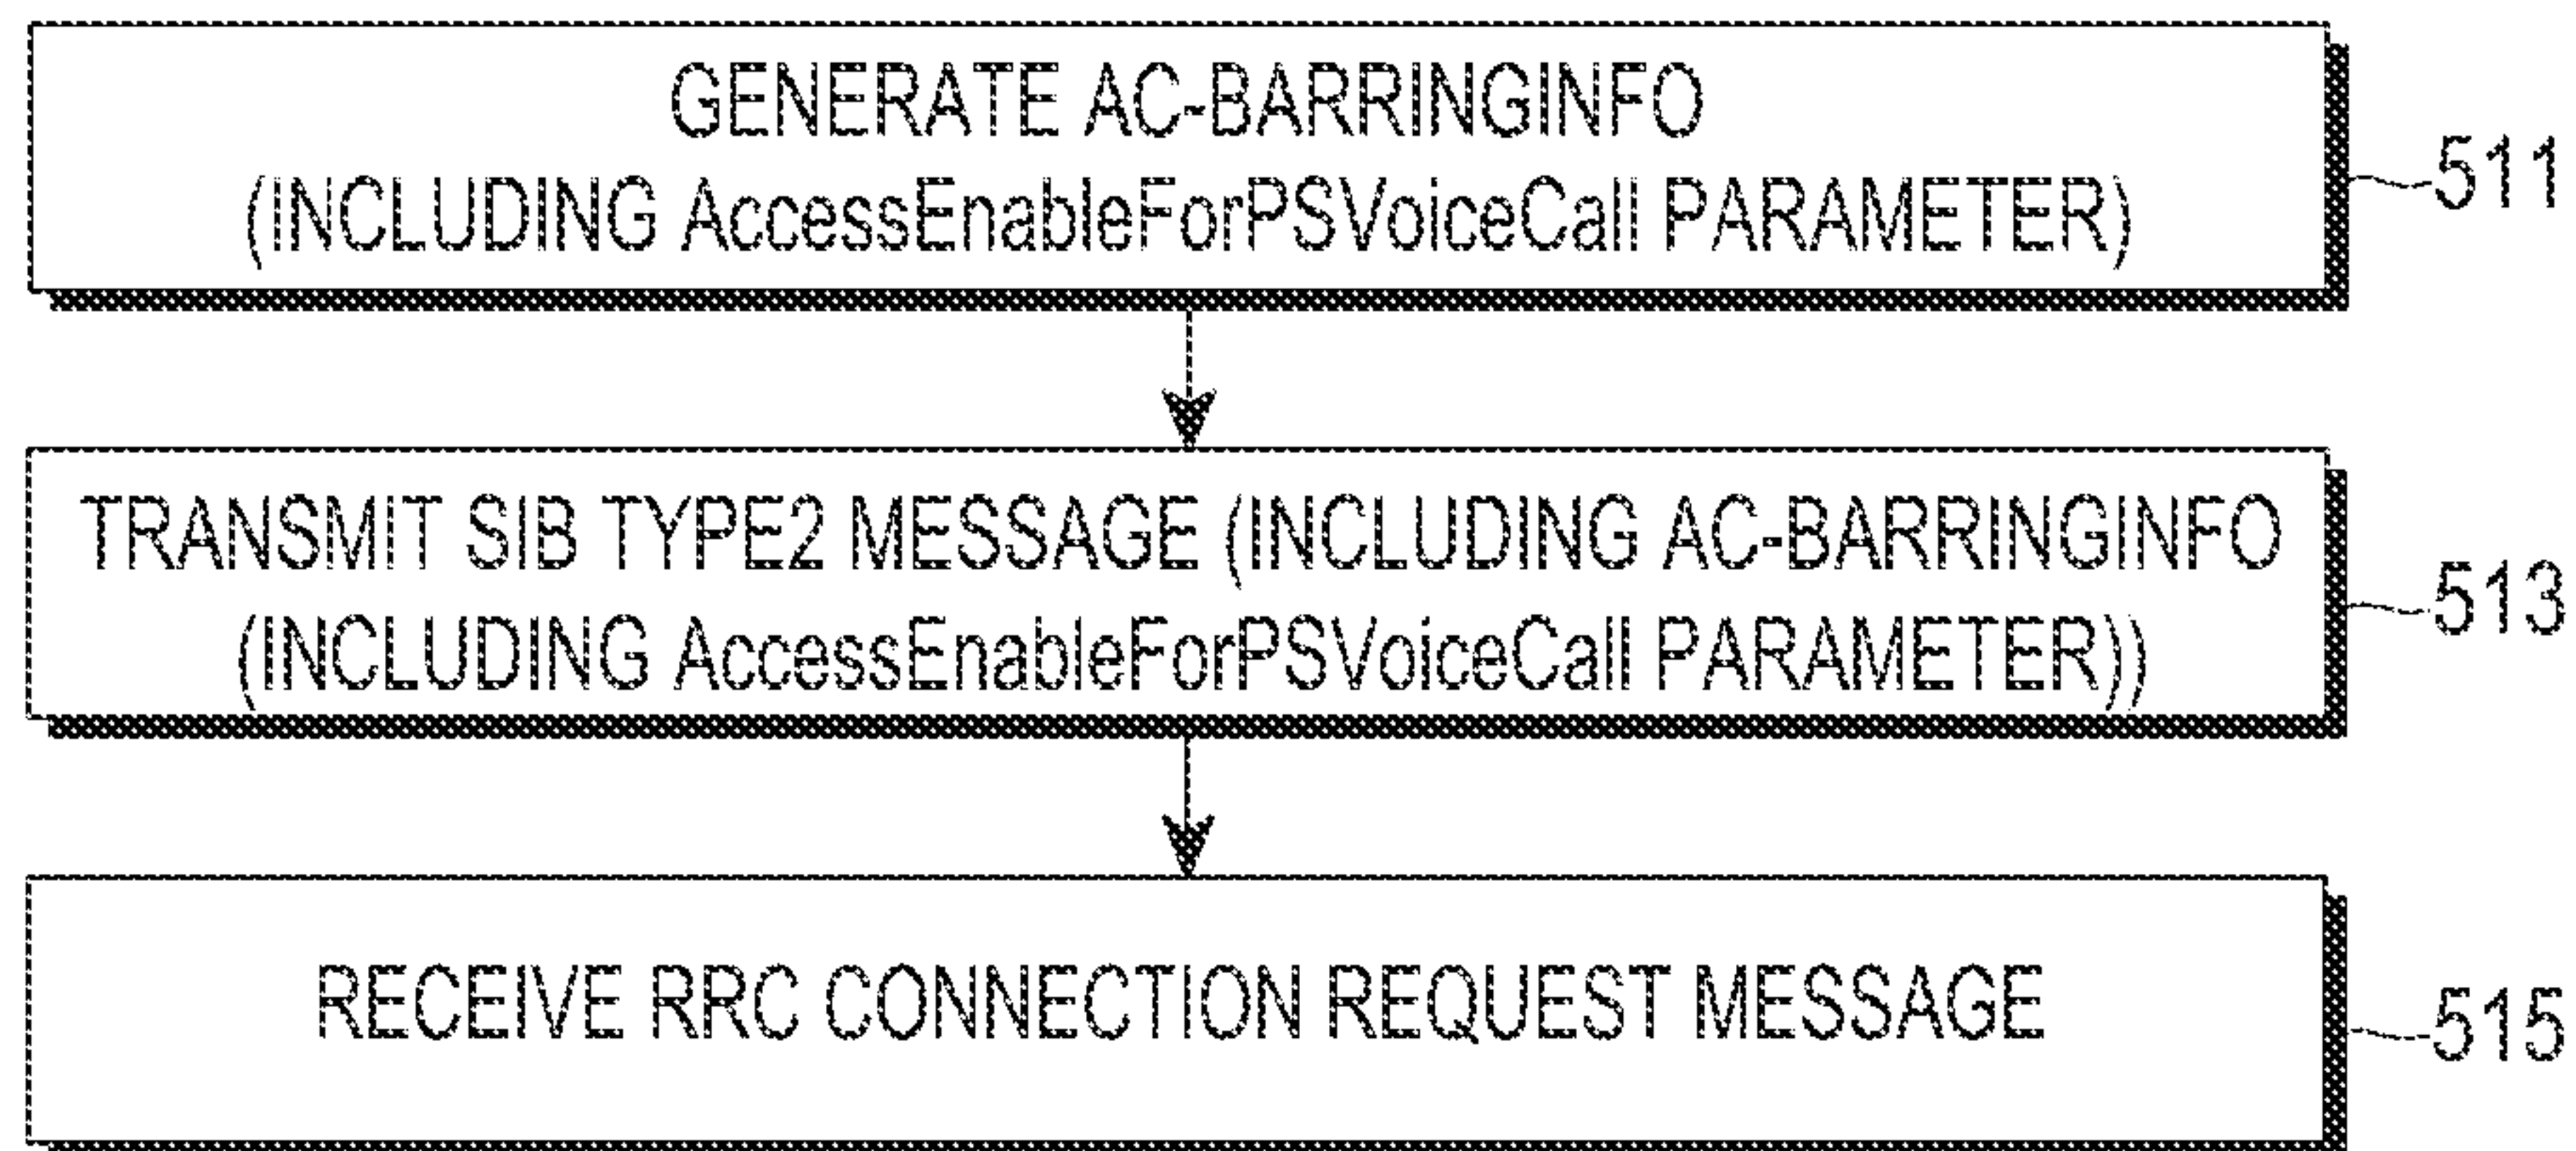 GENERATE AC-BARRINGINFO
(INCLUDING AccessEnableForPSVoiceCall PARAMETER)
511
TRANSMIT SIB TYPE2 MESSAGE (INCLUDING AC-BARRINGINFO
(INCLUDING AccessEnableForPSVoiceCall PARAMETER))
513
RECEIVE RRC CONNECTION REQUEST MESSAGE
515